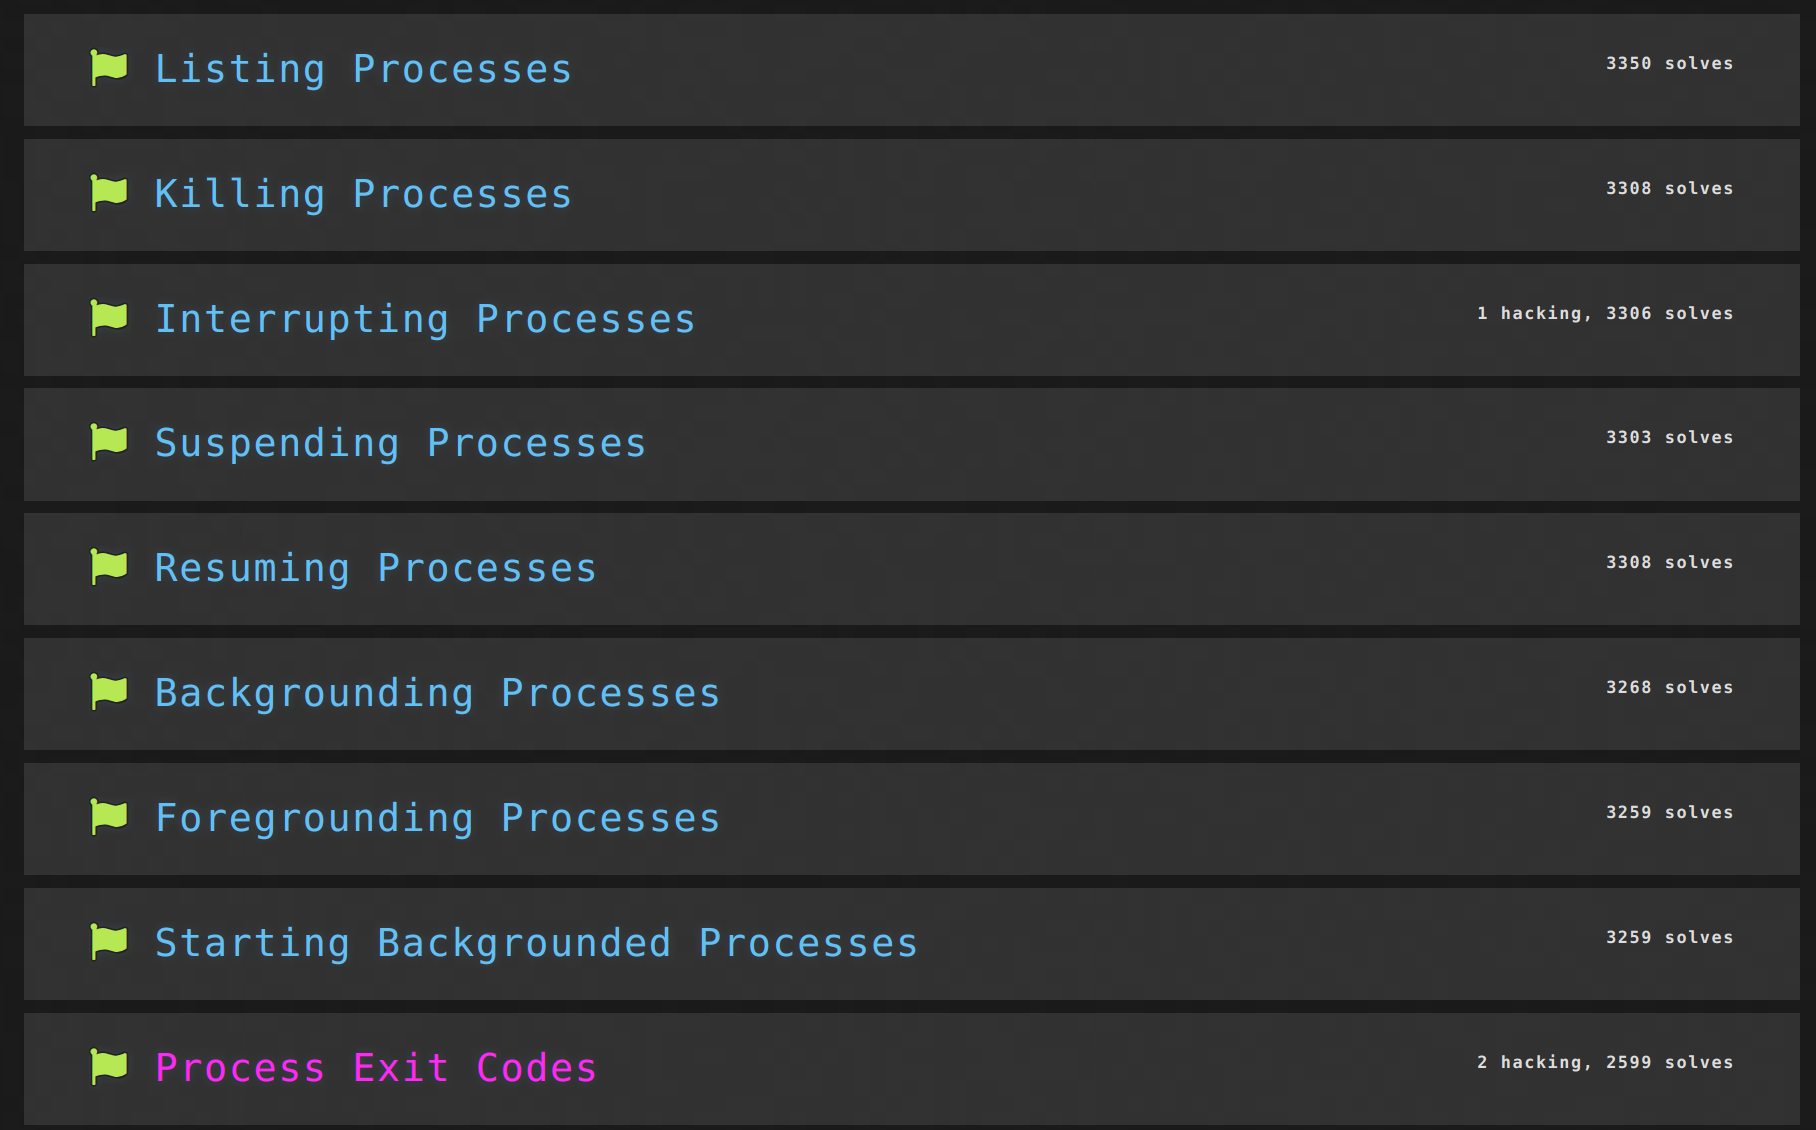 Listing Processes 3350 solves
Killing Processes 3308 solves
Interrupting Processes 1 hacking, 3306 solves
Suspending Processes 3303 solves
Resuming Processes 3308 solves
Backgrounding Processes 3268 solves
Foregrounding Processes 3259 solves
Starting Backgrounded Processes 3259 solves
Process Exit Codes 2 hacking, 2599 solves